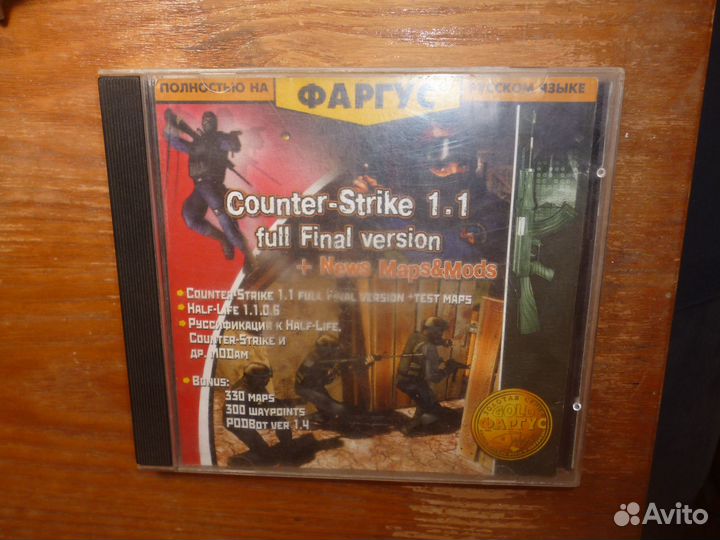 ПОЛНОСТЬЮ НА ФАРГУС РУССКОМ ЯЗЫКЕ
Counter-Strike 1.1
full Final version
+ News Maps&Mods
Counter-Strike 1.1 full Final version +test maps
Half-Life 1.1.0.6
Руссификация к Half-Life,
Counter-Strike и
др. MODам
Bonus:
330 maps
300 waypoints
PODBot ver 1.4
GOLD
ФАРГУС
Avito